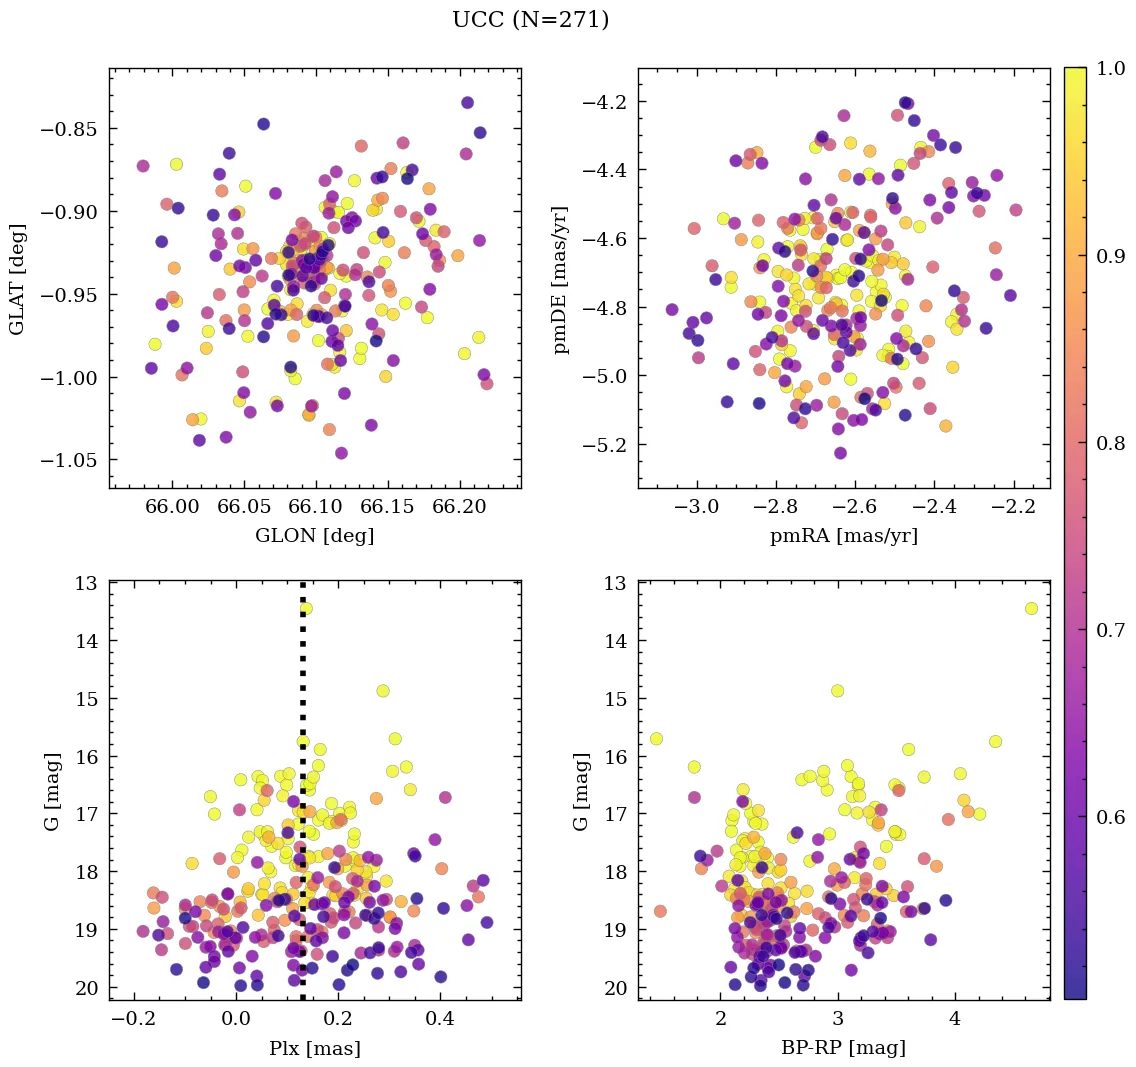 UCC (N=271)
−0.85
−0.90
−0.95
−1.00
−1.05
GLAT [deg]
66.00 66.05 66.10 66.15 66.20
GLON [deg]
−4.2
−4.4
−4.6
−4.8
−5.0
−5.2
pmDE [mas/yr]
−3.0 −2.8 −2.6 −2.4 −2.2
pmRA [mas/yr]
1.0
0.9
0.8
0.7
0.6
13
14
15
16
17
18
19
20
G [mag]
−0.2 0.0 0.2 0.4
Plx [mas]
13
14
15
16
17
18
19
20
G [mag]
2 3 4
BP-RP [mag]